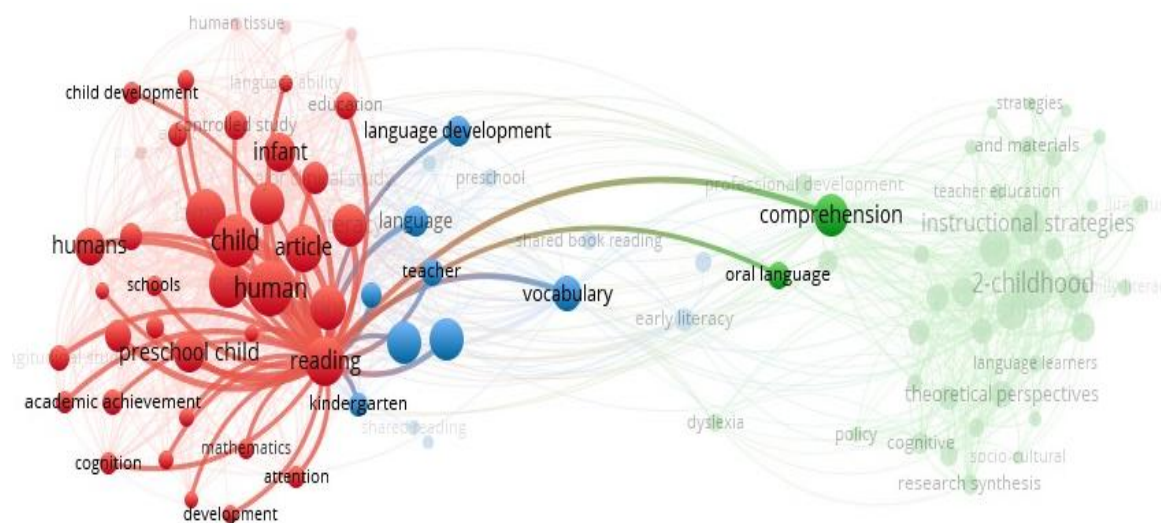 human tissue
child development
language ability
education
controlled study
language development
infant
preschool
strategies
and materials
professional development
teacher education
comprehension
instructional strategies
humans
child
article
language
shared book reading
teacher
oral language
schools
human
vocabulary
2-childhood
early literacy
preschool child
reading
language learners
academic achievement
kindergarten
theoretical perspectives
shared reading
dyslexia
policy
cognitive
mathematics
socio-cultural
cognition
attention
research synthesis
development